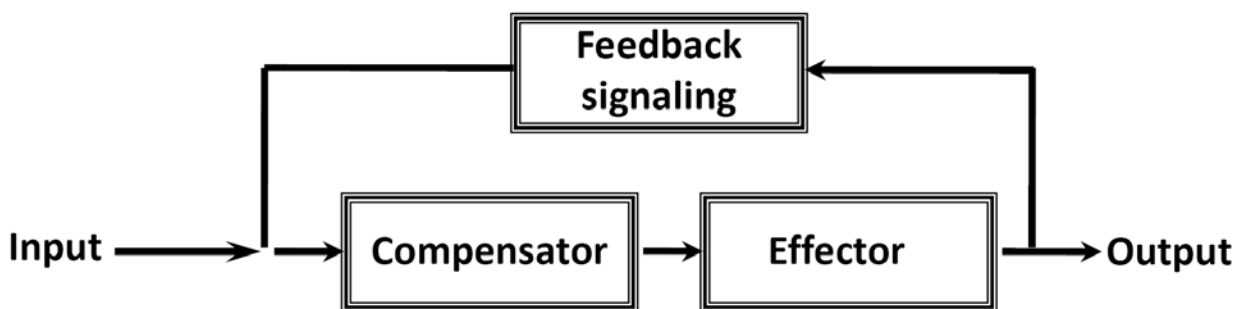 Feedback
signaling
Input
Compensator
Effector
Output